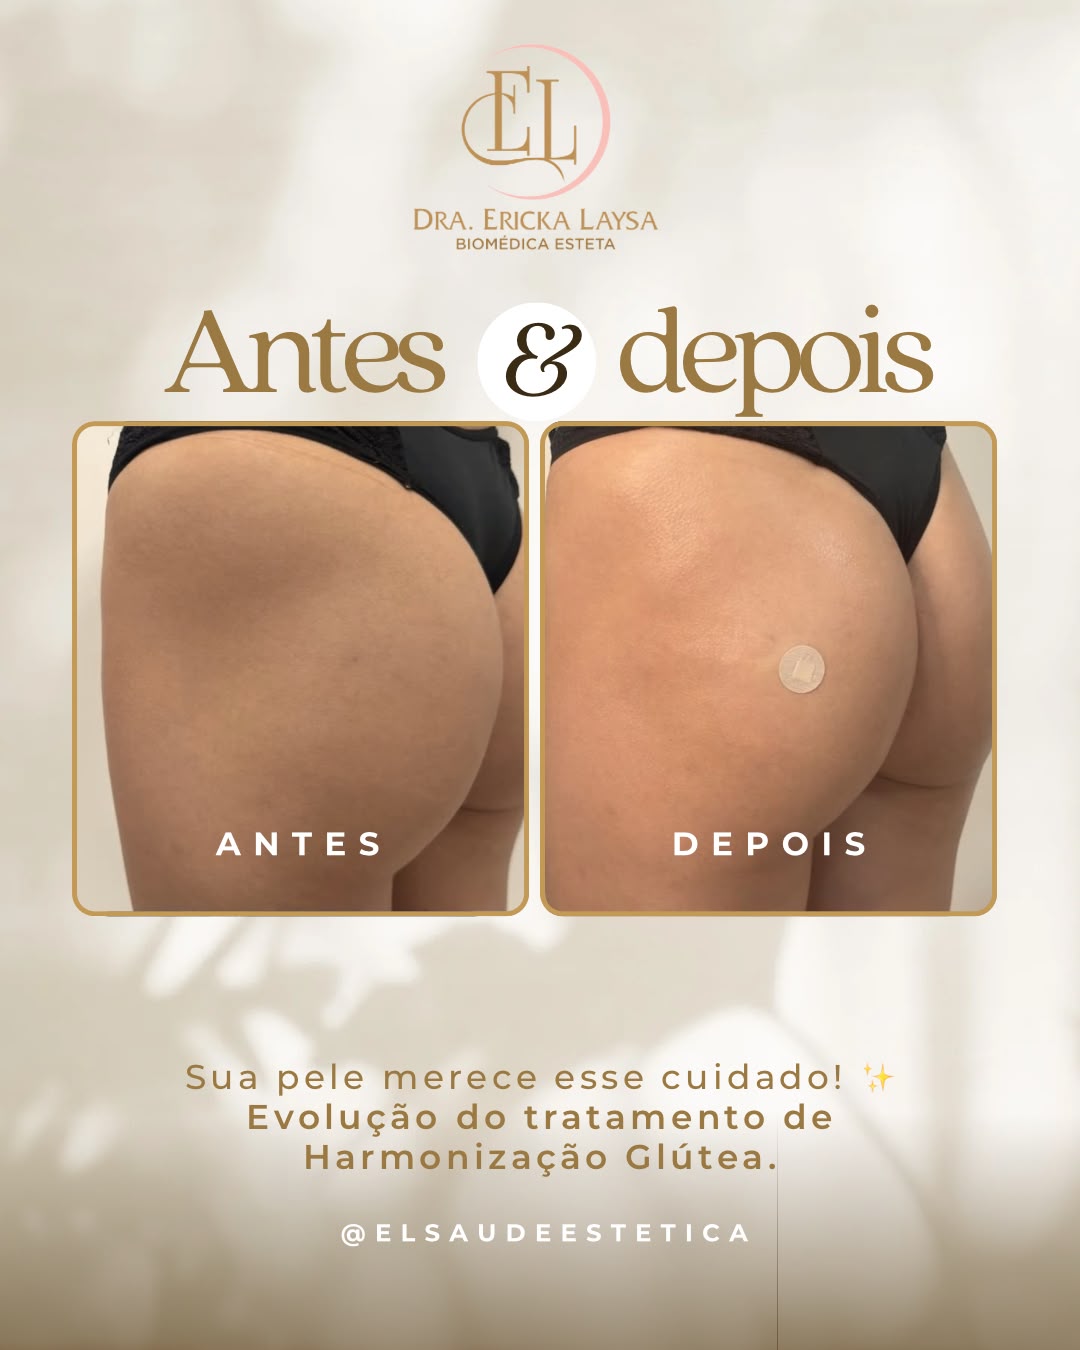 EL
DRA. ERICKA LAYSA
BIOMÉDICA ESTETA
Antes & depois
ANTES
DEPOIS
Sua pele merece esse cuidado! ✨
Evolução do tratamento de
Harmonização Glútea.
@ELSAUDEESTETICA